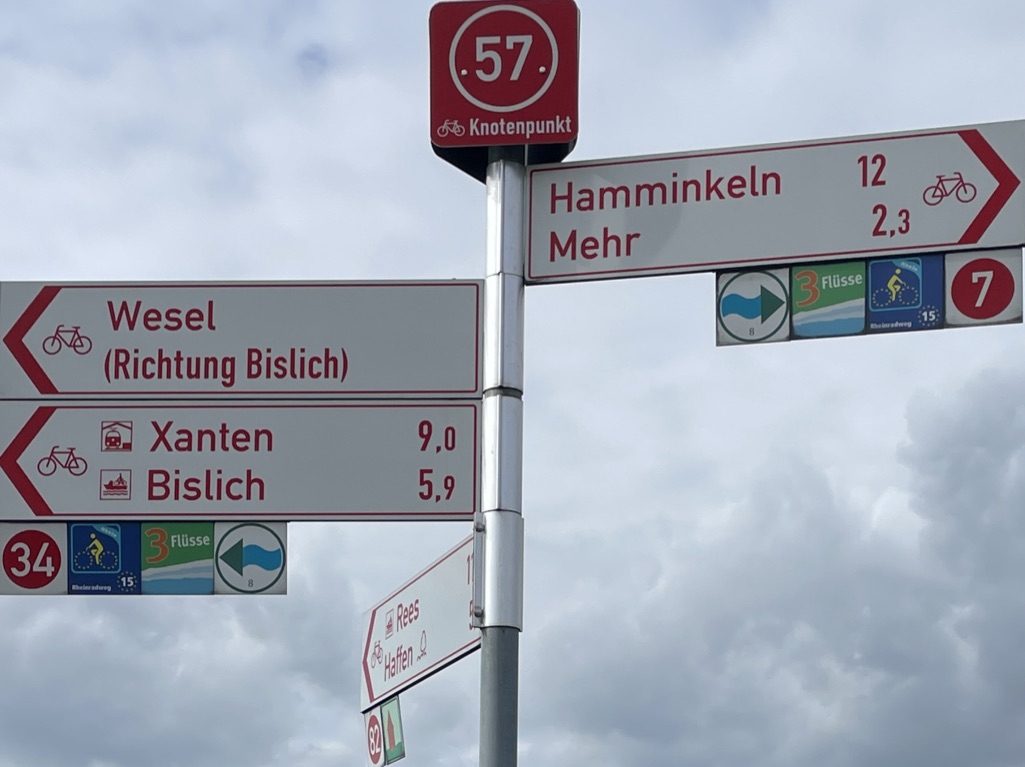 57
Knotenpunkt
Hamminkeln 12
Mehr 2,3
8
3 Flüsse
Rheinradweg 15
7
Wesel
(Richtung Bislich)
Xanten 9,0
Bislich 5,9
34
Rheinradweg 15
3 Flüsse
8
Rees
Haffen
82